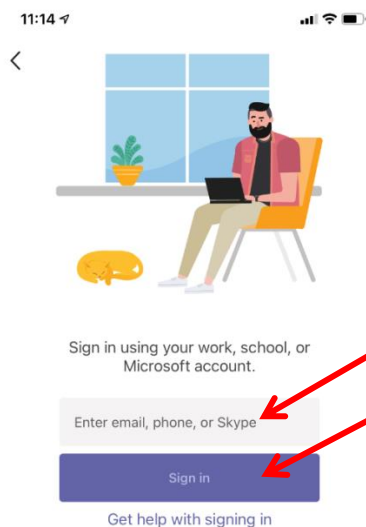 11:14
Sign in using your work, school, or
Microsoft account.
Enter email, phone, or Skype
Sign in
Get help with signing in